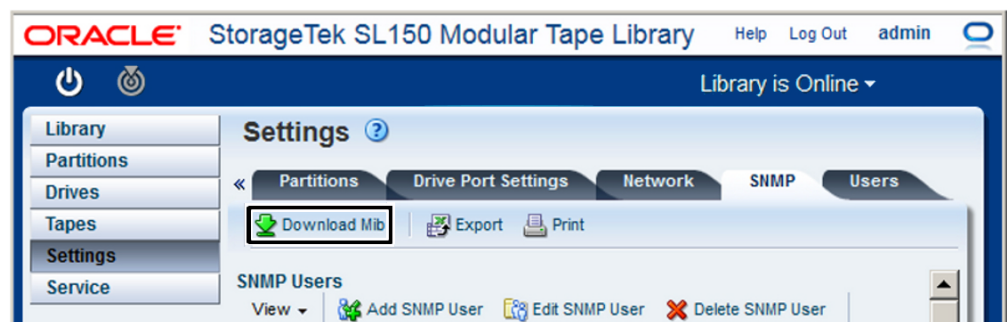 ORACLE StorageTek SL150 Modular Tape Library Help Log Out admin
Library is Online
Library
Partitions
Drives
Tapes
Settings
Service
Settings
« Partitions Drive Port Settings Network SNMP Users
Download Mib Export Print
SNMP Users
View Add SNMP User Edit SNMP User Delete SNMP User